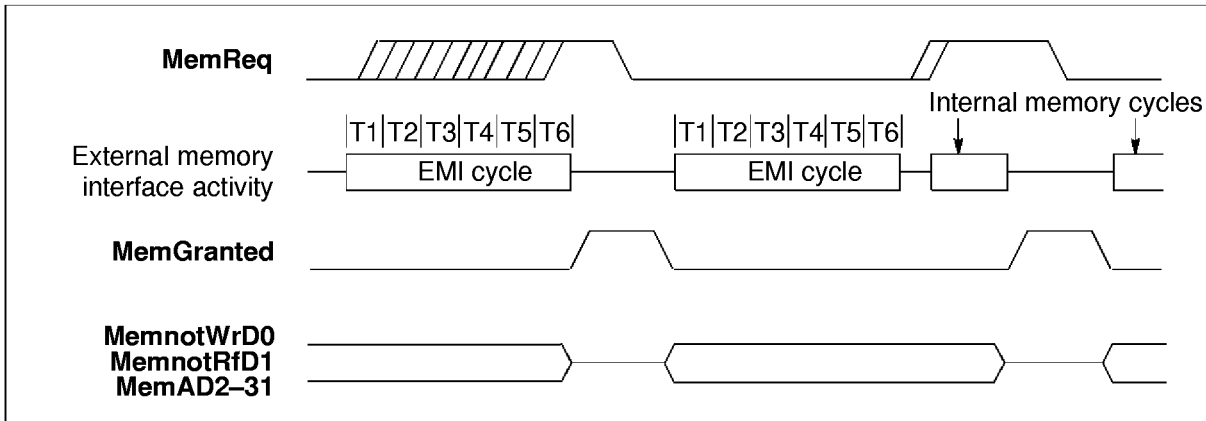 MemReq
Internal memory cycles
T1 T2 T3 T4 T5 T6
T1 T2 T3 T4 T5 T6
External memory
interface activity
EMI cycle
EMI cycle
MemGranted
MemnotWrD0
MemnotRfD1
MemAD2–31